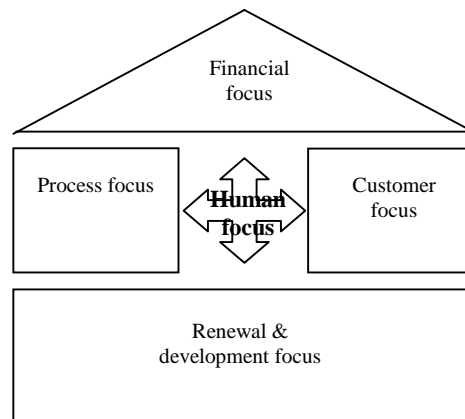 Financial
focus
Process focus
Human
focus
Customer
focus
Renewal &
development focus